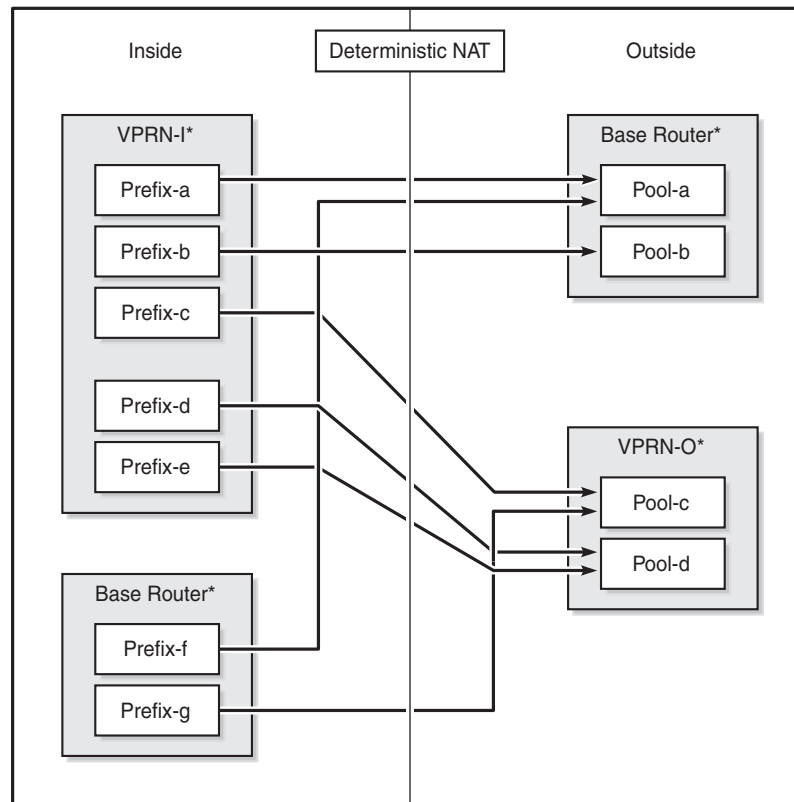 Inside
Deterministic NAT
Outside
VPRN-I*
Prefix-a
Prefix-b
Prefix-c
Prefix-d
Prefix-e
Base Router*
Prefix-f
Prefix-g
Base Router*
Pool-a
Pool-b
VPRN-O*
Pool-c
Pool-d